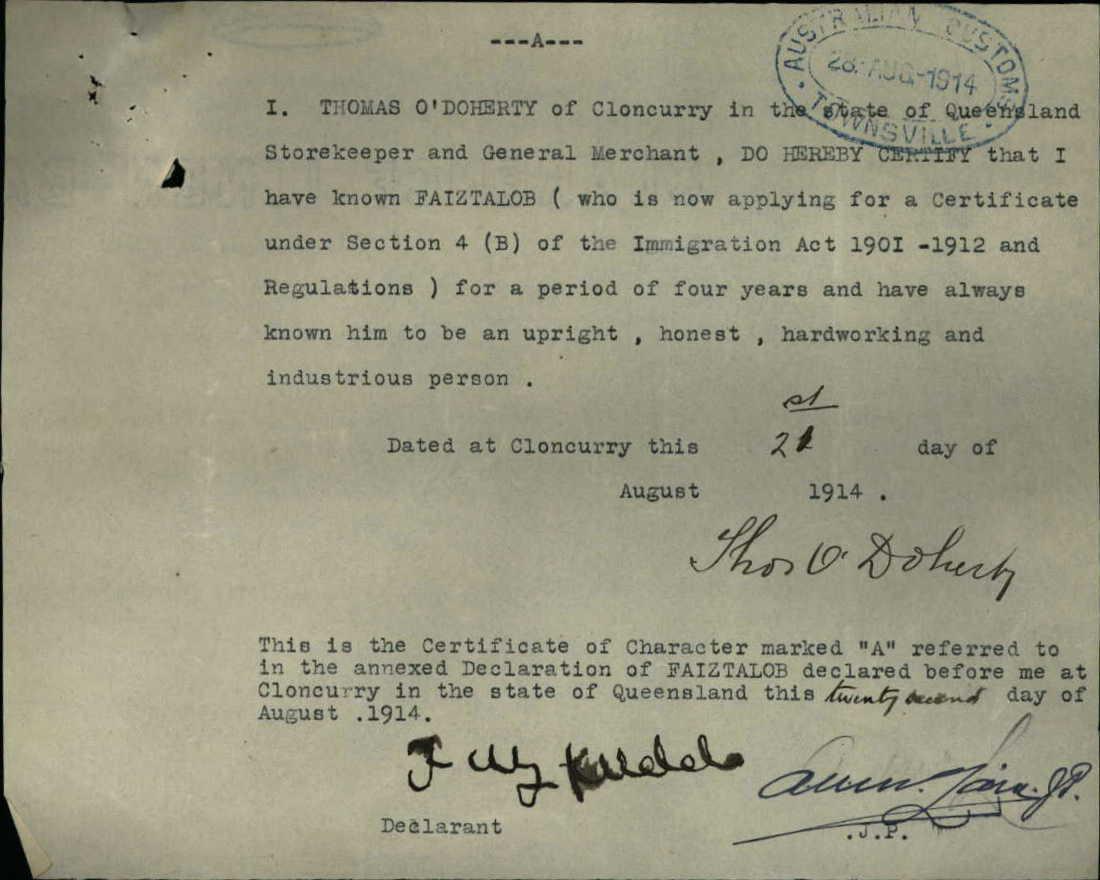 ---A---
AUSTRALIAN CUSTOMS
28 AUG 1914
TOWNSVILLE
I. THOMAS O'DOHERTY of Cloncurry in the state of Queensland
Storekeeper and General Merchant , DO HEREBY CERTIFY that I
have known FAIZTALOB ( who is now applying for a Certificate
under Section 4 (B) of the Immigration Act 190I -1912 and
Regulations ) for a period of four years and have always
known him to be an upright , honest , hardworking and
industrious person .
st
Dated at Cloncurry this 21 day of
August 1914 .
Thos O'Doherty
This is the Certificate of Character marked "A" referred to
in the annexed Declaration of FAIZTALOB declared before me at
Cloncurry in the state of Queensland this twenty second day of
August .1914.
J.P.
Declarant .J.P.